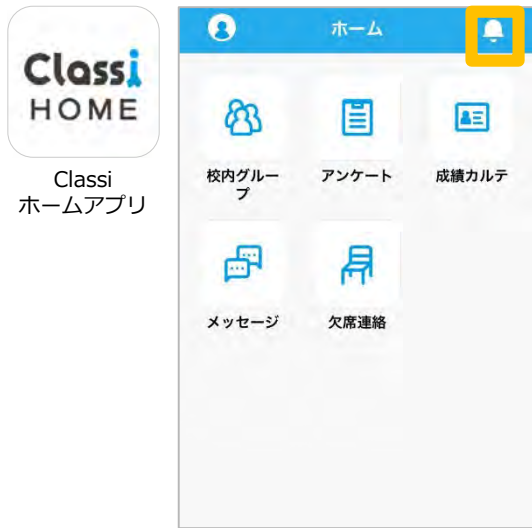 Classi
HOME
Classi
ホームアプリ
ホーム
校内グルー
プ
アンケート
成績カルテ
メッセージ
欠席連絡